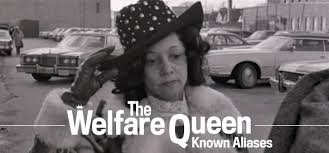 The
Welfare Queen
Known Aliases